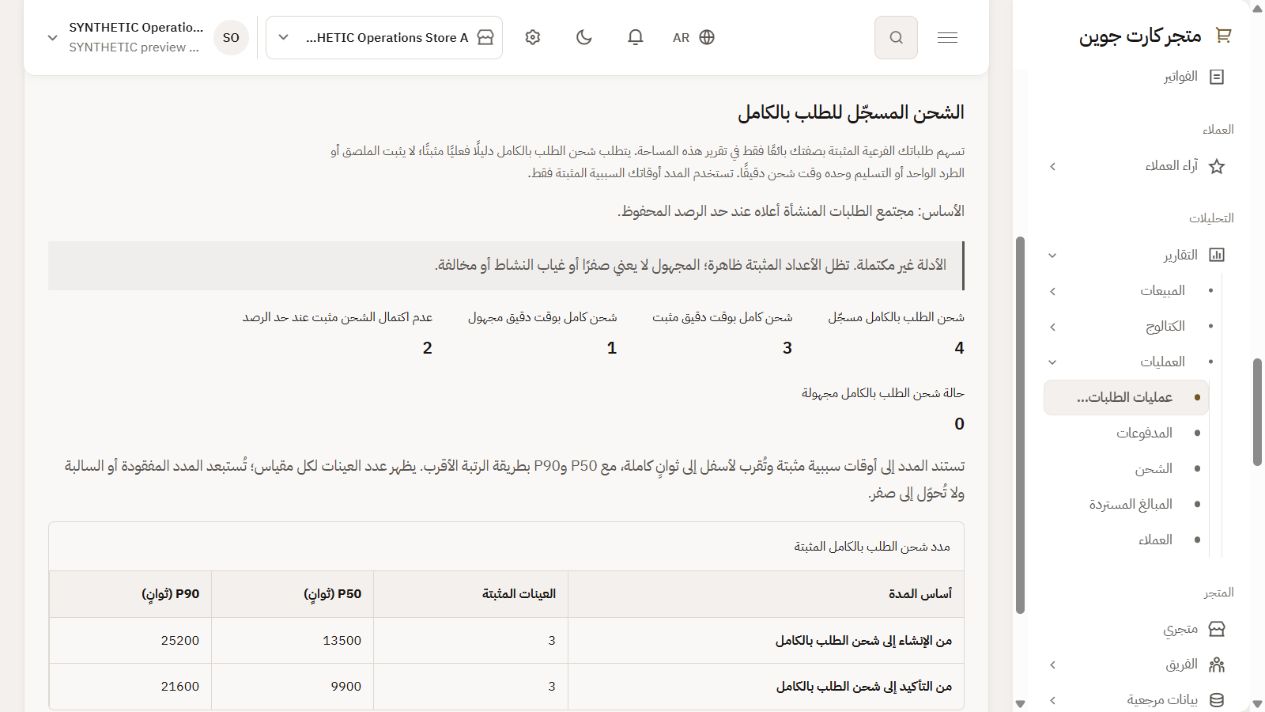 متجر كارت جوين
الفواتير
العملاء
آراء العملاء
التحليلات
التقارير
المبيعات
الكتالوج
العمليات
عمليات الطلبات...
المدفوعات
الشحن
المبالغ المستردة
العملاء
المتجر
متجري
الفريق
بيانات مرجعية
AR
...HETIC Operations Store A
SO
SYNTHETIC Operatio...
SYNTHETIC preview ...
الشحن المسجّل للطلب بالكامل
تسهم طلباتك الفرعية المثبتة بصفتك بائعًا فقط في تقرير هذه المساحة. يتطلب شحن الطلب بالكامل دليلًا فعليًا مثبتًا؛ لا يثبت الملصق أو
الطرد الواحد أو التسليم وحده وقت شحن دقيقًا. تستخدم المدد أوقاتك السببية المثبتة فقط.
الأساس: مجتمع الطلبات المنشأة أعلاه عند حد الرصد المحفوظ.
الأدلة غير مكتملة. تظل الأعداد المثبتة ظاهرة؛ المجهول لا يعني صفرًا أو غياب النشاط أو مخالفة.
شحن الطلب بالكامل مسجّل
4
شحن كامل بوقت دقيق مثبت
3
شحن كامل بوقت دقيق مجهول
1
عدم اكتمال الشحن مثبت عند حد الرصد
2
حالة شحن الطلب بالكامل مجهولة
0
تستند المدد إلى أوقات سببية مثبتة وتُقرب لأسفل إلى ثوانٍ كاملة، مع P50 وP90 بطريقة الرتبة الأقرب. يظهر عدد العينات لكل مقياس؛ تُستبعد المدد المفقودة أو السالبة
ولا تُحوّل إلى صفر.
مدد شحن الطلب بالكامل المثبتة
أساس المدة العينات المثبتة P50 (ثوانٍ) P90 (ثوانٍ)
من الإنشاء إلى شحن الطلب بالكامل 3 13500 25200
من التأكيد إلى شحن الطلب بالكامل 3 9900 21600